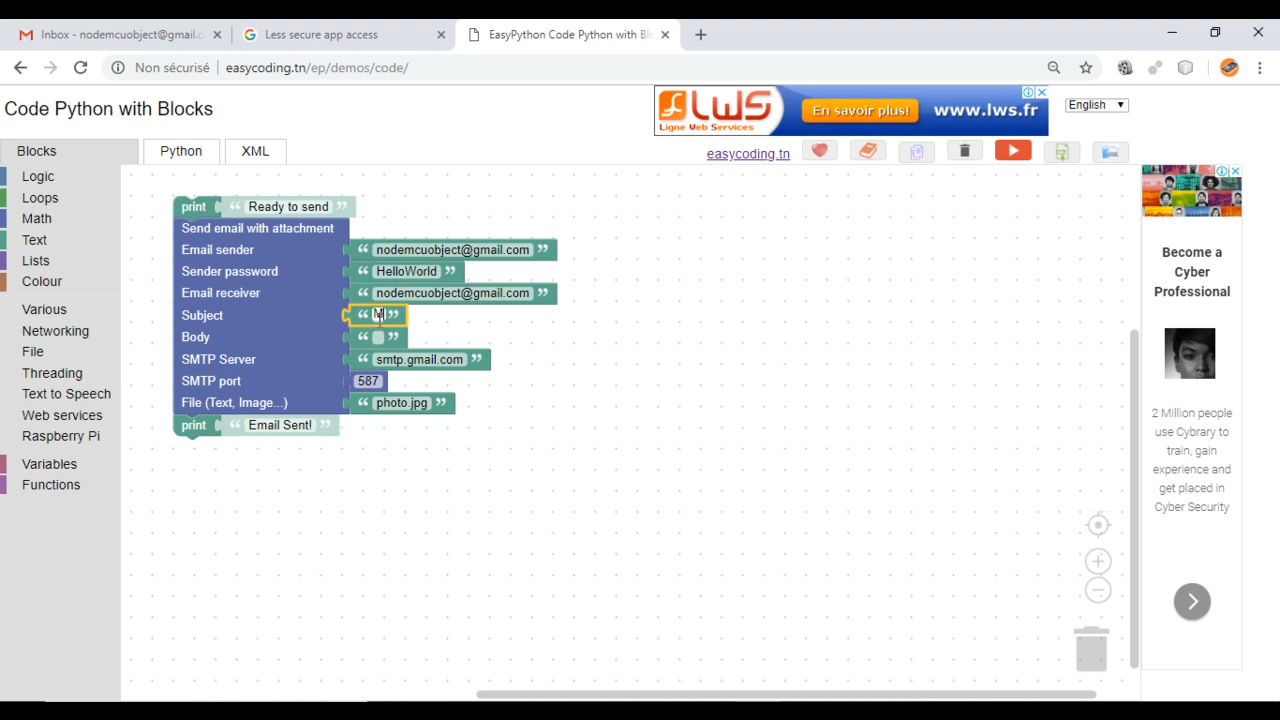 Inbox - nodemcuobject@gmail.c
Less secure app access
EasyPython Code Python with Bl
Non sécurisé
easycoding.tn/ep/demos/code/
Code Python with Blocks
LWS
Ligne Web Services
En savoir plus!
www.lws.fr
English
Blocks
Python
XML
easycoding.tn
Logic
Loops
Math
Text
Lists
Colour
Various
Networking
File
Threading
Text to Speech
Web services
Raspberry Pi
Variables
Functions
print “ Ready to send ”
Send email with attachment
Email sender “ nodemcuobject@gmail.com ”
Sender password “ HelloWorld ”
Email receiver “ nodemcuobject@gmail.com ”
Subject “ M ”
Body “ ”
SMTP Server “ smtp.gmail.com ”
SMTP port 587
File (Text, Image...) “ photo.jpg ”
print “ Email Sent! ”
Become a
Cyber
Professional
2 Million people
use Cybrary to
train, gain
experience and
get placed in
Cyber Security